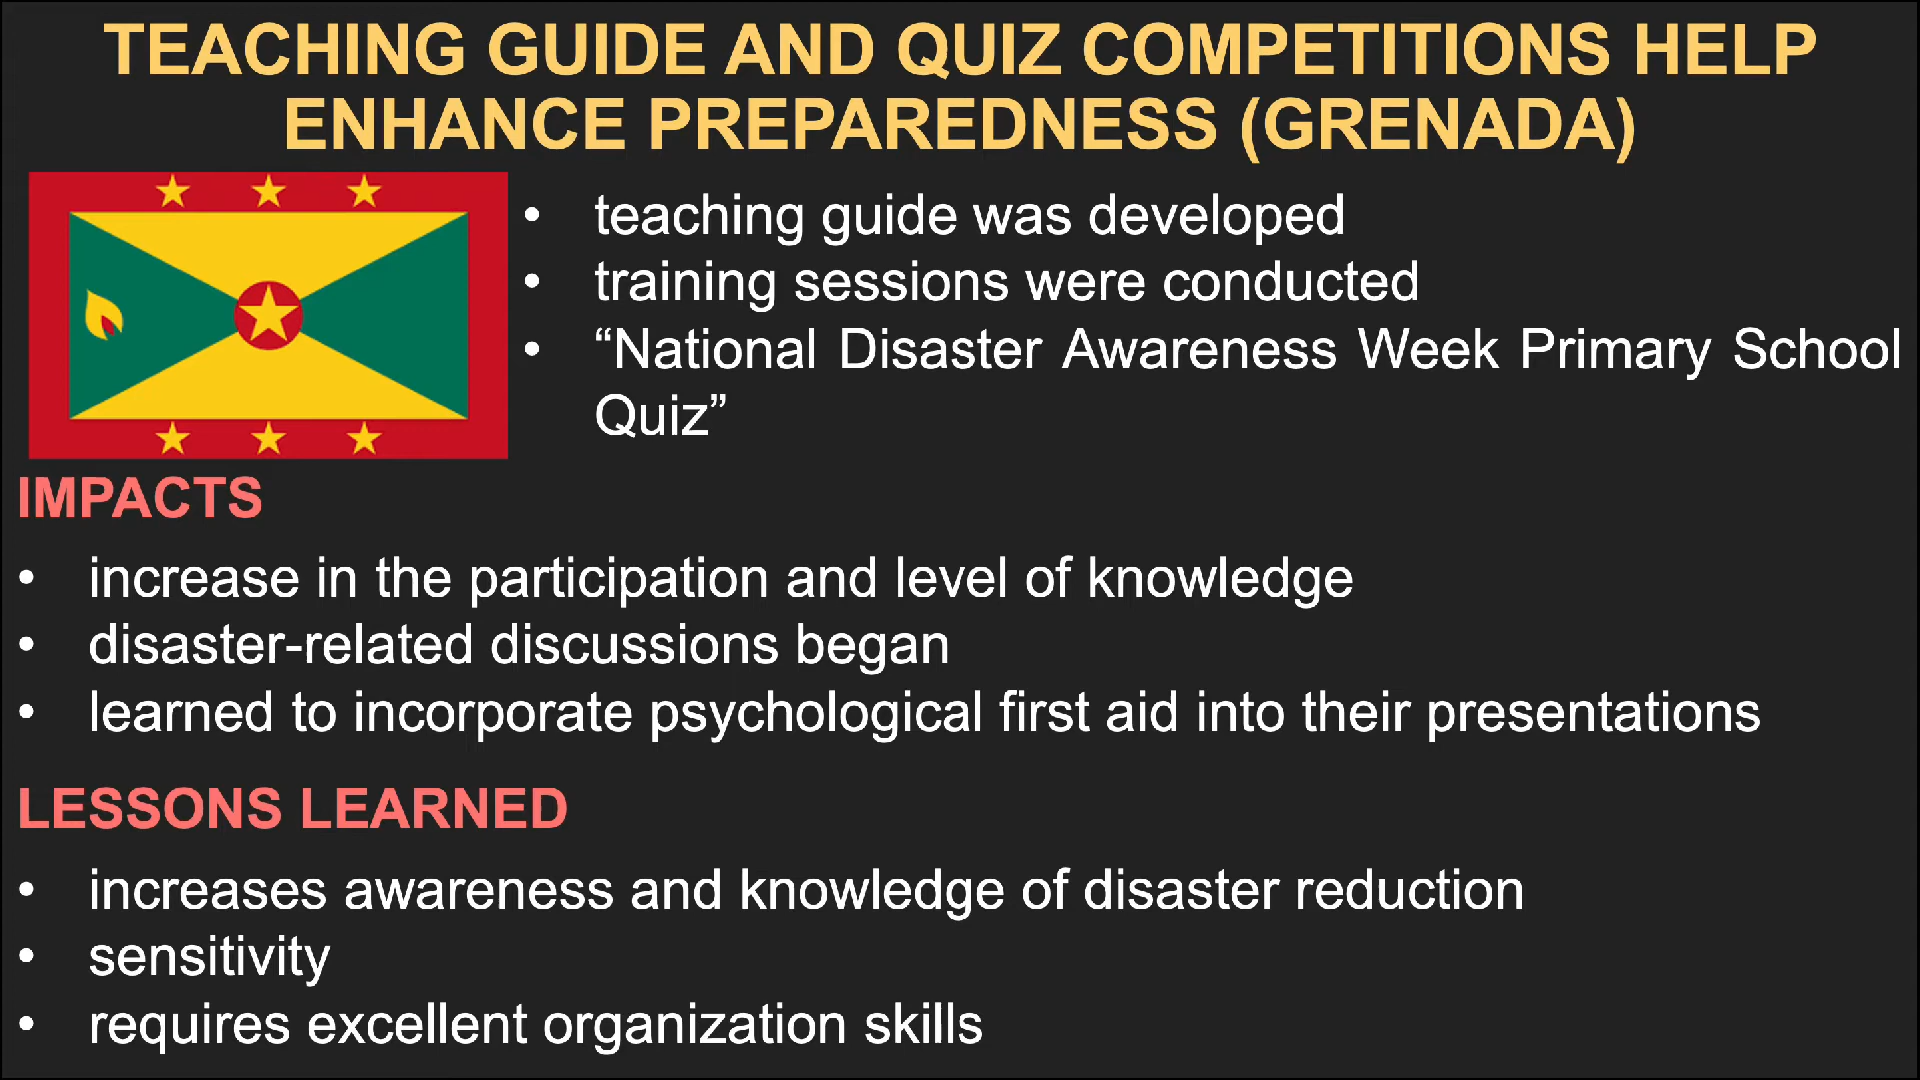 TEACHING GUIDE AND QUIZ COMPETITIONS HELP
ENHANCE PREPAREDNESS (GRENADA)
• teaching guide was developed
• training sessions were conducted
• “National Disaster Awareness Week Primary School
Quiz”
IMPACTS
• increase in the participation and level of knowledge
• disaster-related discussions began
• learned to incorporate psychological first aid into their presentations
LESSONS LEARNED
• increases awareness and knowledge of disaster reduction
• sensitivity
• requires excellent organization skills